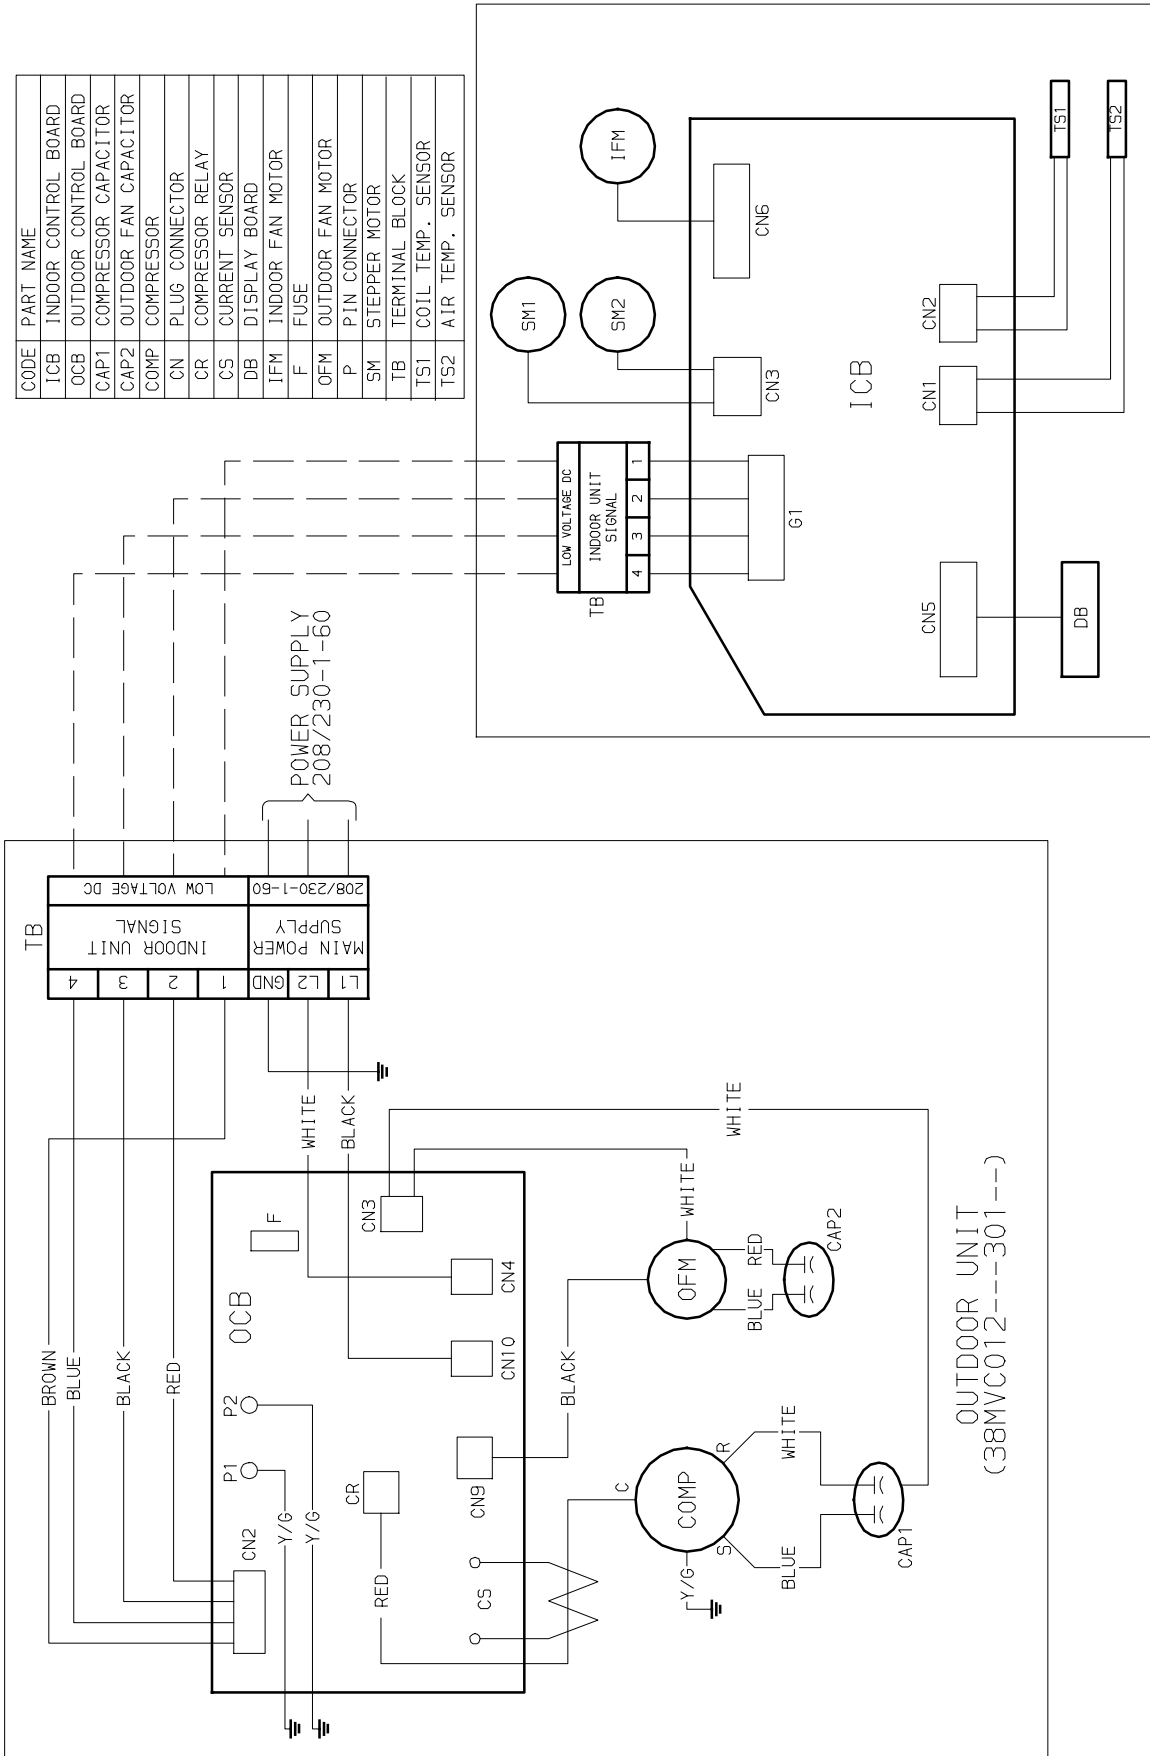 CODE PART NAME
ICB INDOOR CONTROL BOARD
OCB OUTDOOR CONTROL BOARD
CAP1 COMPRESSOR CAPACITOR
CAP2 OUTDOOR FAN CAPACITOR
COMP COMPRESSOR
CN PLUG CONNECTOR
CR COMPRESSOR RELAY
CS CURRENT SENSOR
DB DISPLAY BOARD
IFM INDOOR FAN MOTOR
F FUSE
OFM OUTDOOR FAN MOTOR
P PIN CONNECTOR
SM STEPPER MOTOR
TB TERMINAL BLOCK
TS1 COIL TEMP. SENSOR
TS2 AIR TEMP. SENSOR
IFM
SM1
SM2
CN6
CN3
TS1
TS2
CN2
CN1
ICB
LOW VOLTAGE DC
INDOOR UNIT
SIGNAL
4 3 2 1
TB
G1
CN5
DB
POWER SUPPLY
208/230-1-60
TB
LOW VOLTAGE DC
208/230-1-60
INDOOR UNIT
SIGNAL
MAIN POWER
SUPPLY
4 3 2 1 GND L2 L1
BROWN
BLUE
BLACK
RED
WHITE
BLACK
OCB
F
CN3
CN4
CN10
P1
P2
CN2
Y/G
Y/G
CR
CN9
RED
CS
WHITE
WHITE
BLACK
OFM
RED
BLUE
CAP2
C
COMP
R
S
Y/G
WHITE
BLUE
CAP1
OUTDOOR UNIT
(38MVC012---301--)